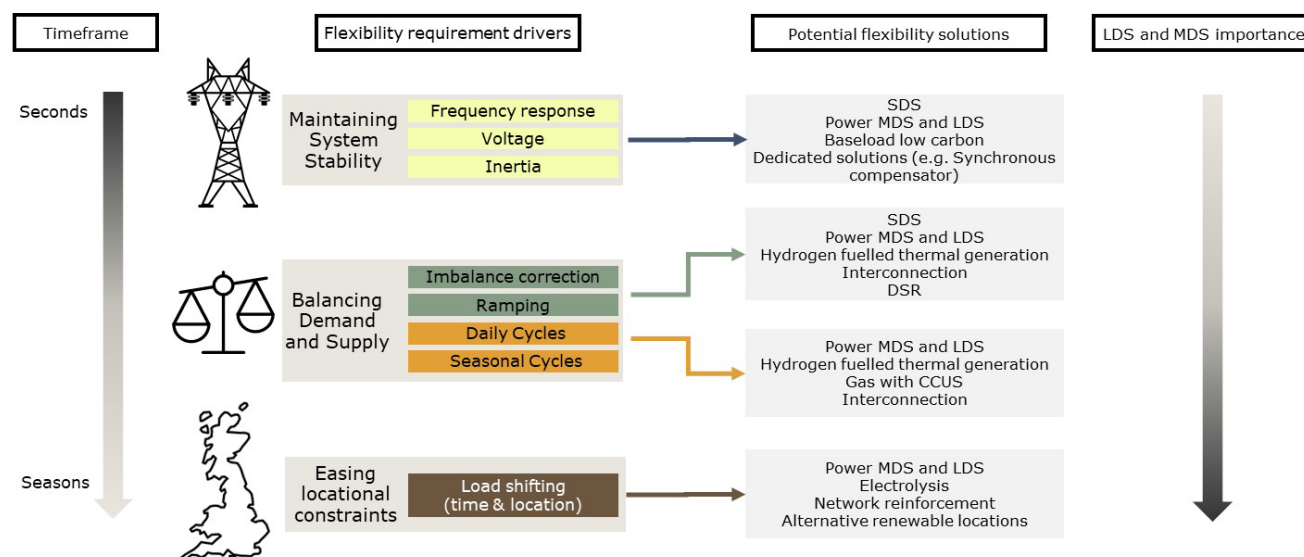 Timeframe
Flexibility requirement drivers
Potential flexibility solutions
LDS and MDS importance
Seconds
Maintaining
System
Stability
Frequency response
Voltage
Inertia
SDS
Power MDS and LDS
Baseload low carbon
Dedicated solutions (e.g. Synchronous
compensator)
Balancing
Demand
and Supply
Imbalance correction
Ramping
Daily Cycles
Seasonal Cycles
SDS
Power MDS and LDS
Hydrogen fuelled thermal generation
Interconnection
DSR
Power MDS and LDS
Hydrogen fuelled thermal generation
Gas with CCUS
Interconnection
Seasons
Easing
locational
constraints
Load shifting
(time & location)
Power MDS and LDS
Electrolysis
Network reinforcement
Alternative renewable locations